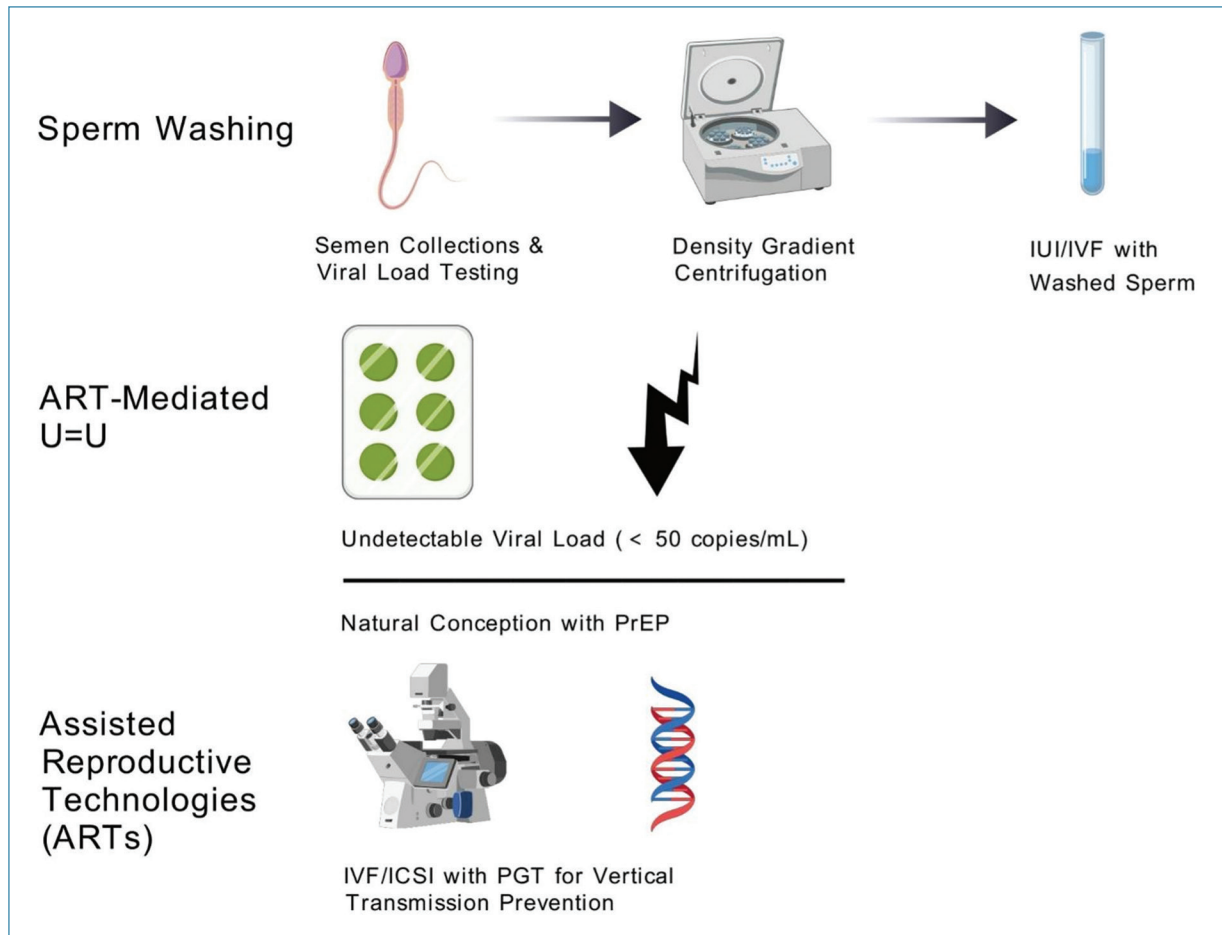 Sperm Washing
Semen Collections &
Viral Load Testing
Density Gradient
Centrifugation
IUI/IVF with
Washed Sperm
ART-Mediated
U=U
Undetectable Viral Load ( < 50 copies/mL)
Natural Conception with PrEP
Assisted
Reproductive
Technologies
(ARTs)
IVF/ICSI with PGT for Vertical
Transmission Prevention